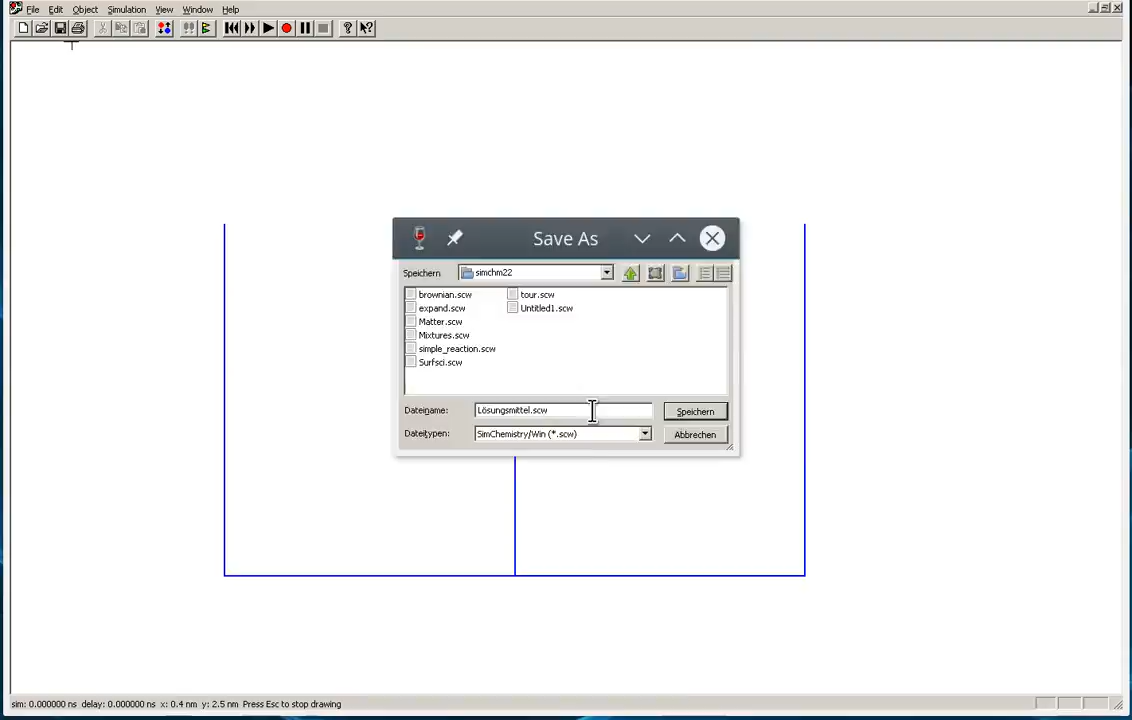 File Edit Object Simulation View Window Help
Save As
Speichern simchm22
brownian.scw tour.scw
expand.scw Untitled1.scw
Matter.scw
Mixtures.scw
simple_reaction.scw
Surfsci.scw
Dateiname: Lösungsmittel.scw Speichern
Dateitypen: SimChemistry/Win (*.scw) Abbrechen
sim: 0.000000 ns delay: 0.000000 ns x: 0.4 nm y: 2.5 nm Press Esc to stop drawing